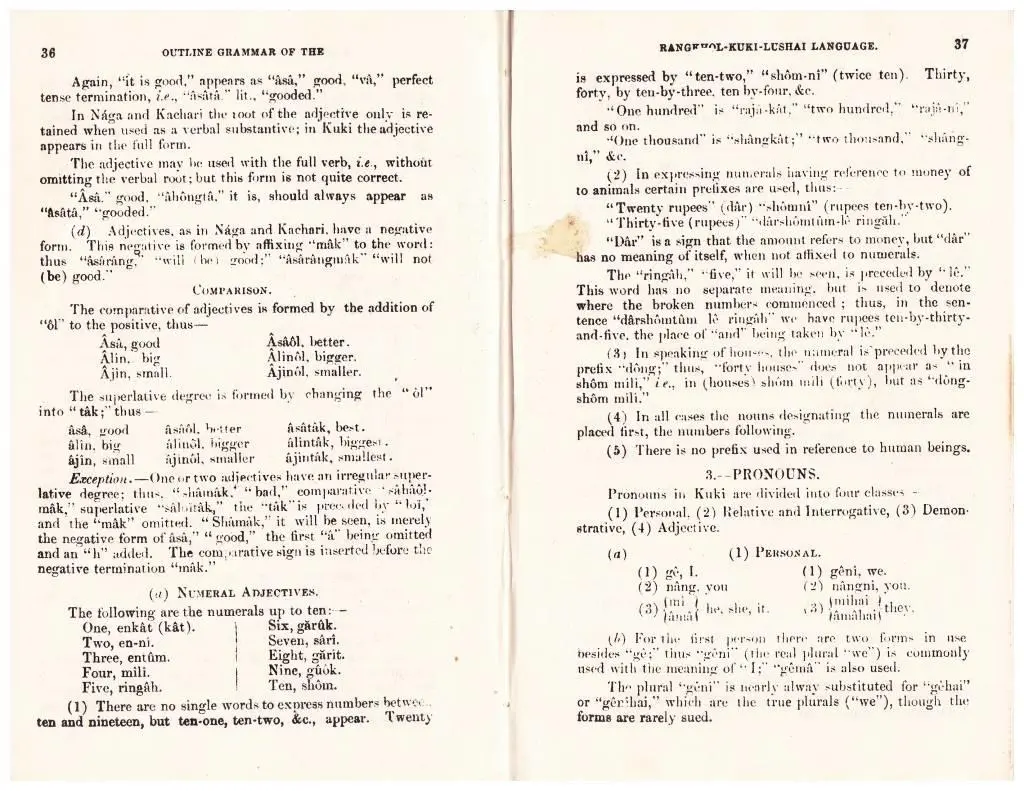 36
OUTLINE GRAMMAR OF THE
Again, “it is good,” appears as “âsâ,” good, “vâ,” perfect
tense termination, i.e., “âsâtâ.” lit., “gooded.”
In Nâga and Kachari the root of the adjective only is re-
tained when used as a verbal substantive; in Kuki the adjective
appears in the full form.
The adjective may be used with the full verb, i.e., without
omitting the verbal root; but this form is not quite correct.
“Âsâ.” good, “âhôngtâ,” it is, should always appear as
“âsâtâ,” “gooded.”
(d) Adjectives, as in Nâga and Kachari, have a negative
form. This negative is formed by affixing “mâk” to the word:
thus “âsârâng,” “will (be) good;” “âsârângmâk” “will not
(be) good.”
COMPARISON.
The comparative of adjectives is formed by the addition of
“ôl” to the positive, thus—
Âsâ, good Âsâôl, better.
Âlin, big Âlinôl, bigger.
Âjin, small. Âjinôl, smaller.
The superlative degree is formed by changing the “ôl”
into “tâk;” thus—
âsâ, good âsâôl, better âsâtâk, best.
âlin, big âlinôl, bigger âlintâk, biggest.
âjin, small âjinôl, smaller âjintâk, smallest.
Exception.—One or two adjectives have an irregular super-
lative degree; thus, “shâmâk,” “bad,” comparative “sâhâôl-
mâk,” superlative the “tâk” is preceded by “loî,”
and the “mâk” omitted. “Shâmâk,” it will be seen, is merely
the negative form of âsâ,” “good,” the first “â” being omitted
and an “h” added. The comparative sign is inserted before the
negative termination “mâk.”
(a) NUMERAL ADJECTIVES.
The following are the numerals up to ten:—
One, enkât (kât). Six, gărûk.
Two, en-nî. Seven, sâri.
Three, entûm. Eight, gărit.
Four, mili. Nine, gûôk.
Five, ringâh. Ten, shôm.
(1) There are no single words to express numbers between
ten and nineteen, but ten-one, ten-two, &c., appear. Twenty
RANGKHOL-KUKI-LUSHAI LANGUAGE.
37
is expressed by “ten-two,” “shôm-nî” (twice ten). Thirty,
forty, by ten-by-three, ten by-four, &c.
“One hundred” is “rajâ-kât,” “two hundred,” “rajâ-nî,”
and so on.
“One thousand” is “shângkât;” “two thousand,” “shâng-
nî,” &c.
(2) In expressing numerals having reference to money of
to animals certain prefixes are used, thus:—
“Twenty rupees” (dâr) “shômnî” (rupees ten-by-two).
“Thirty-five (rupees)” “dârshômtûm-lê ringâh.”
“Dâr” is a sign that the amount refers to money, but “dâr”
has no meaning of itself, when not affixed to numerals.
The “ringâh,” “five,” it will be seen, is preceded by “lê.”
This word has no separate meaning, but is used to denote
where the broken numbers commenced ; thus, in the sen-
tence “dârshômtûm lê ringâh” we have rupees ten-by-thirty-
and-five, the place of “and” being taken by “lê.”
(3) In speaking of houses, the numeral is preceded by the
prefix “dông;” thus, “forty houses” does not appear as “in
shôm mili,” i.e., in (houses) shôm mili (forty), but as “dông-
shôm mili.”
(4) In all cases the nouns designating the numerals are
placed first, the numbers following.
(5) There is no prefix used in reference to human beings.
3.--PRONOUNS.
Pronouns in Kuki are divided into four classes -
(1) Personal, (2) Relative and Interrogative, (3) Demon-
strative, (4) Adjective.
(a) (1) PERSONAL.
(1) gê, I. (1) gêni, we.
(2) nâng, you (2) nângni, you.
(3) { mi / âmâ } he, she, it. (3) { mihai / âmâhai } they.
(b) For the first person there are two forms in use
besides “gê;” thus “gêni” (the real plural “we”) is commonly
used with the meaning of “I;” “gêmâ” is also used.
The plural “gêni” is nearly alway substituted for “gêhai”
or which are the true plurals (“we”), though the
forms are rarely sued.